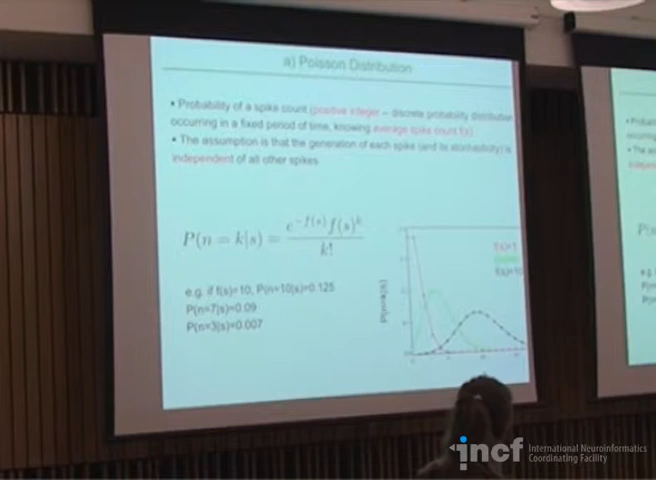 a) Poisson Distribution
• Probability of a spike count (positive integer – discrete probability distribution
occurring in a fixed period of time, knowing average spike count f(s)
• The assumption is that the generation of each spike (and its stochasticity) is
independent of all other spikes
P(n = k|s) = e^{-f(s)} f(s)^k / k!
e.g. if f(s)=10, P(n=10|s)=0.125
P(n=7|s)=0.09
P(n=3|s)=0.007
P(n=k|s)
f(s)=1
f(s)=10
incf International Neuroinformatics
Coordinating Facility